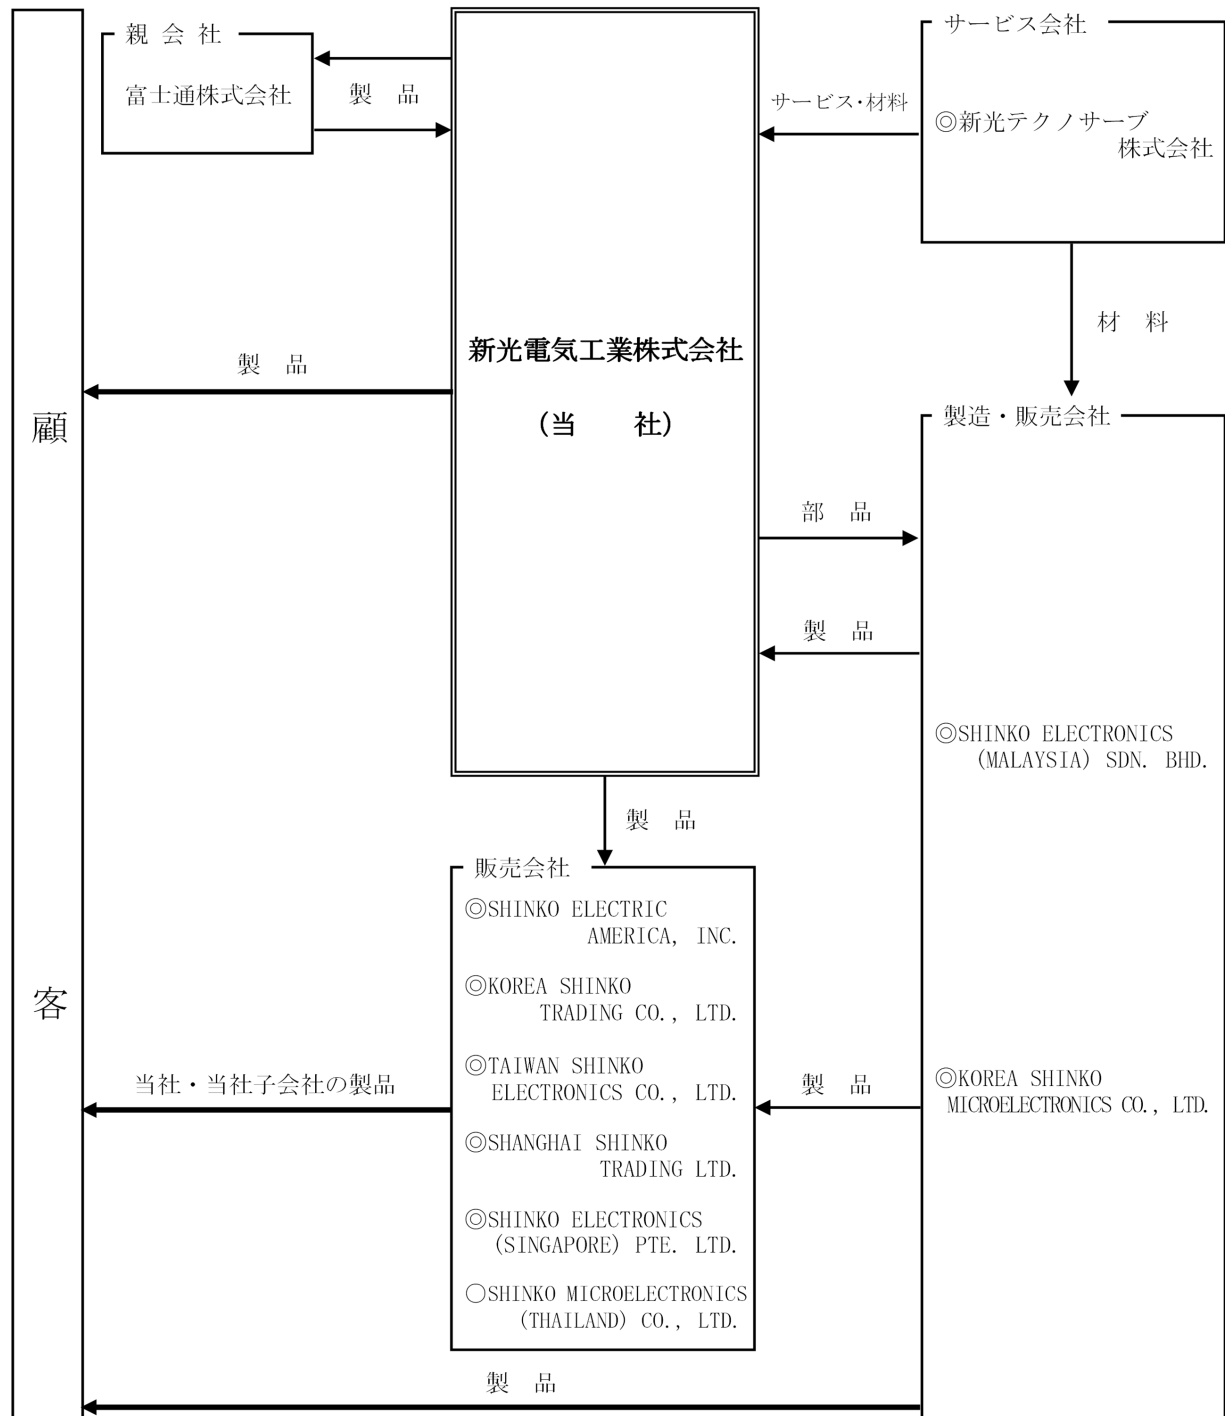 親 会 社
富士通株式会社
製 品
サービス会社
サービス・材料
◎新光テクノサーブ
株式会社
材 料
新光電気工業株式会社
(当 社)
製 品
顧
客
製造・販売会社
部 品
製 品
◎SHINKO ELECTRONICS
(MALAYSIA) SDN. BHD.
◎KOREA SHINKO
MICROELECTRONICS CO., LTD.
製 品
販売会社
◎SHINKO ELECTRIC
AMERICA, INC.
◎KOREA SHINKO
TRADING CO., LTD.
◎TAIWAN SHINKO
ELECTRONICS CO., LTD.
◎SHANGHAI SHINKO
TRADING LTD.
◎SHINKO ELECTRONICS
(SINGAPORE) PTE. LTD.
○SHINKO MICROELECTRONICS
(THAILAND) CO., LTD.
当社・当社子会社の製品
製 品
製 品